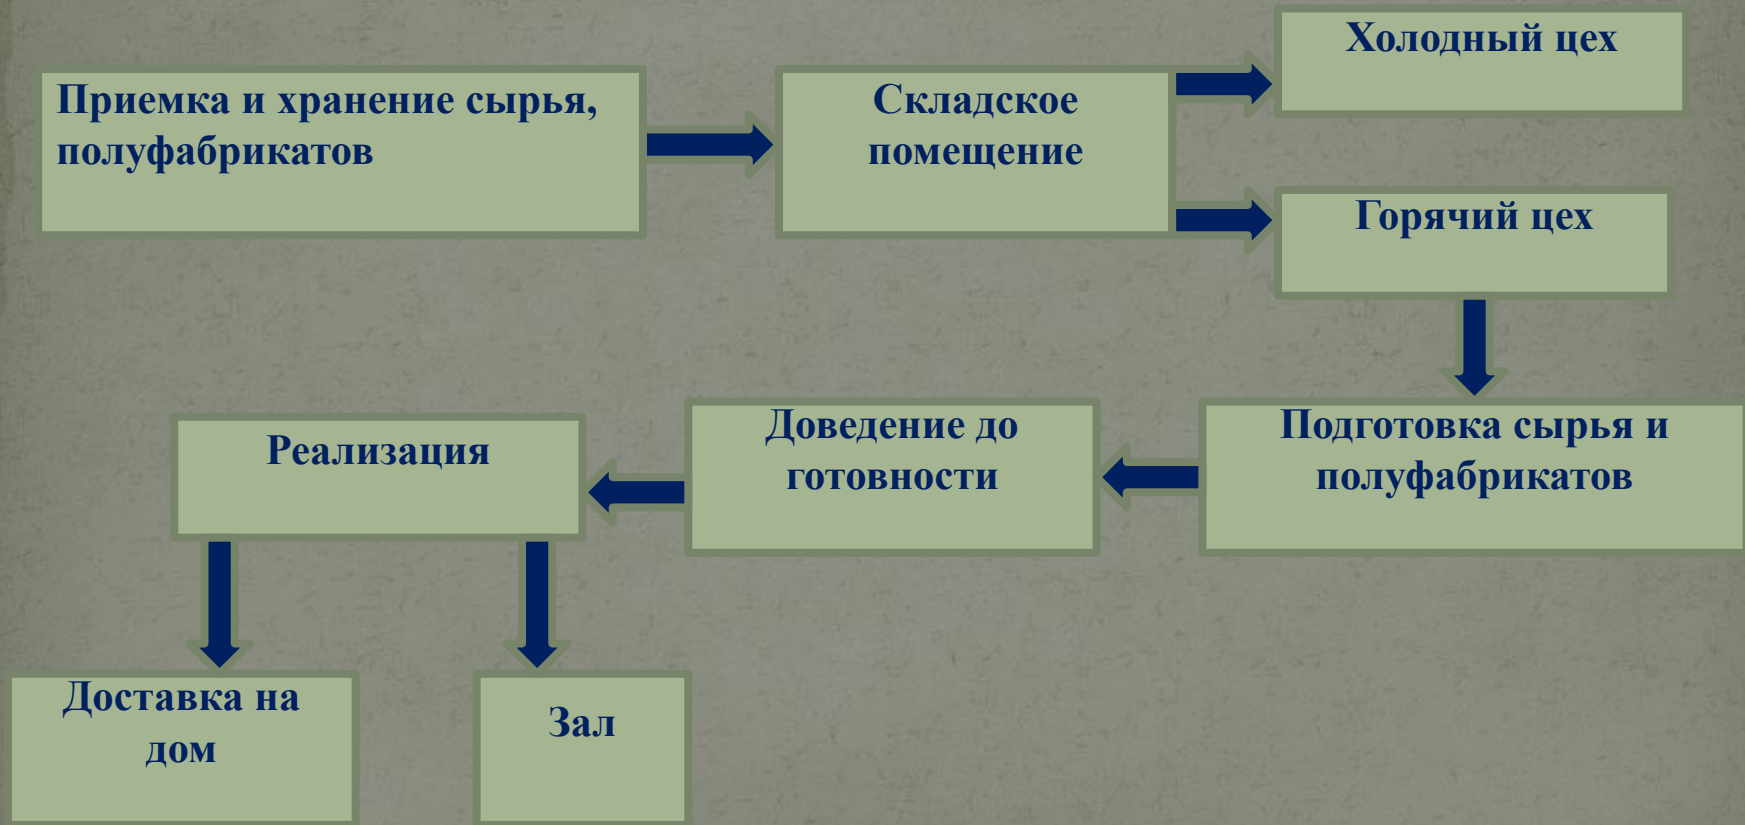 Холодный цех
Приемка и хранение сырья,
полуфабрикатов
Складское
помещение
Горячий цех
Подготовка сырья и
полуфабрикатов
Доведение до
готовности
Реализация
Доставка на
дом
Зал